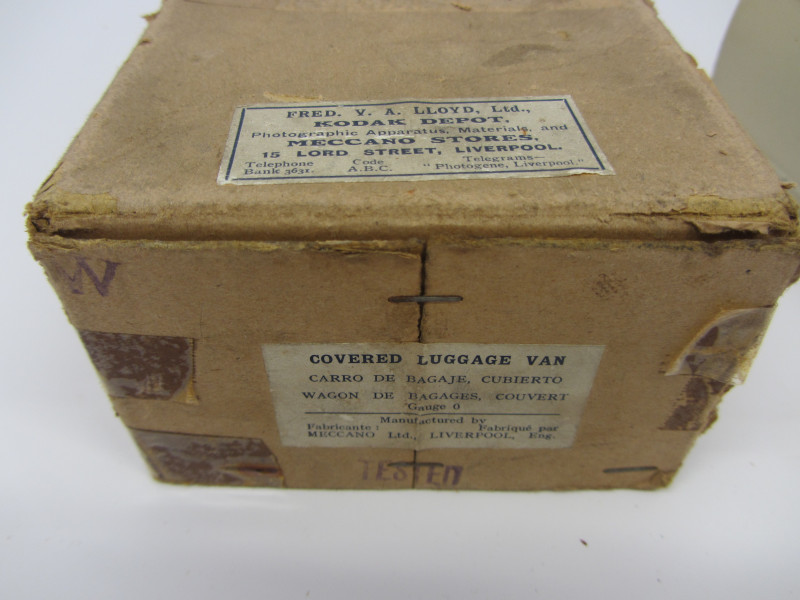 FRED. V. A. LLOYD, Ltd.,
KODAK DEPOT,
Photographic Apparatus, Materials, and
MECCANO STORES,
15 LORD STREET, LIVERPOOL.
Telephone Code Telegrams—
Bank 3631. A.B.C. "Photogene, Liverpool."
W
COVERED LUGGAGE VAN
CARRO DE BAGAJE, CUBIERTO
WAGON DE BAGAGES, COUVERT
Gauge 0
Manufactured by
Fabricante : Fabriqué par
MECCANO Ltd., LIVERPOOL, Eng.
TESTED